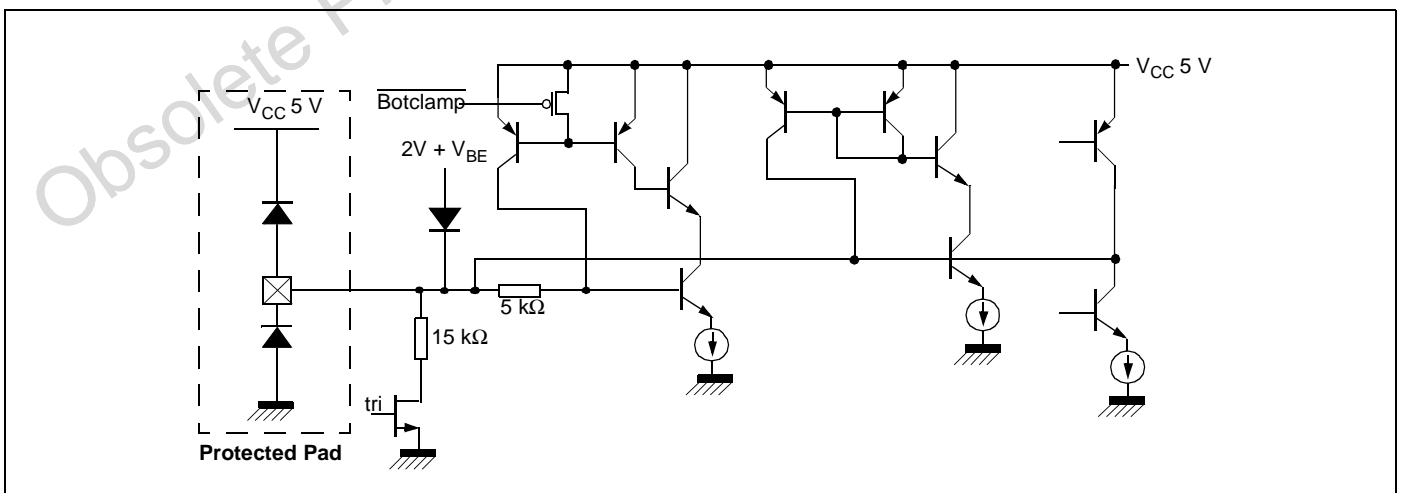 Obsolete P
V_CC 5 V
Botclamp
V_CC 5 V
2V + V_BE
5 kΩ
15 kΩ
tri
Protected Pad